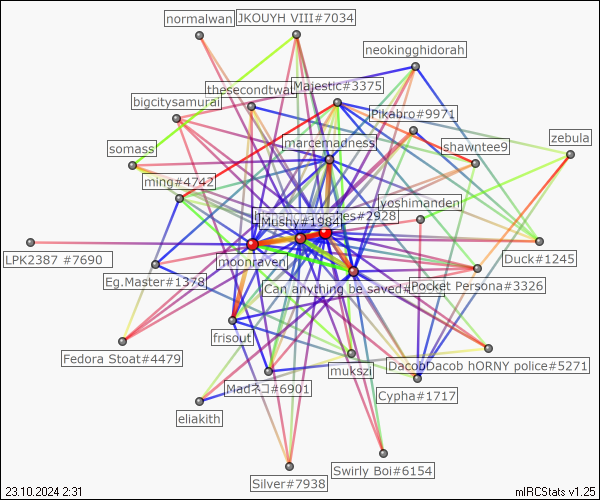 normalwan
JKOUYH VIII#7034
neokingghidorah
thesecondtwat
Majestic#3375
bigcitysamurai
Pikabro#9971
somass
marcemadness
shawntee9
zebula
ming#4742
yoshimanden
es#2928
Mushy#1984
LPK2387 #7690
moonraven
Duck#1245
Eg.Master#1378
Can anything be saved#
Pocket Persona#3326
frisout
Fedora Stoat#4479
DacobDacob hORNY police#5271
mukszi
Madネコ#6901
Cypha#1717
eliakith
Swirly Boi#6154
Silver#7938
23.10.2024 2:31
mIRCStats v1.25